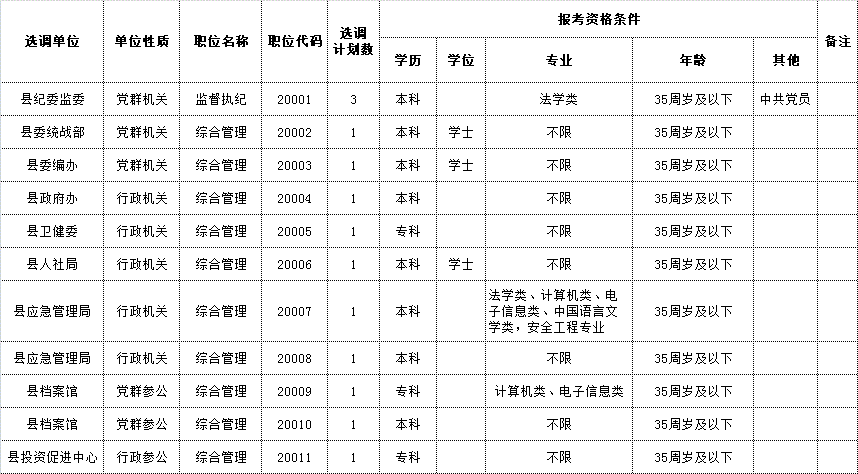 选调单位 单位性质 职位名称 职位代码 选调计划数 报考资格条件 备注
学历 学位 专业 年龄 其他
县纪委监委 党群机关 监督执纪 20001 3 本科 法学类 35周岁及以下 中共党员
县委统战部 党群机关 综合管理 20002 1 本科 学士 不限 35周岁及以下
县委编办 党群机关 综合管理 20003 1 本科 学士 不限 35周岁及以下
县政府办 行政机关 综合管理 20004 1 本科 不限 35周岁及以下
县卫健委 行政机关 综合管理 20005 1 专科 不限 35周岁及以下
县人社局 行政机关 综合管理 20006 1 本科 学士 不限 35周岁及以下
县应急管理局 行政机关 综合管理 20007 1 本科 法学类、计算机类、电子信息类、中国语言文学类，安全工程专业 35周岁及以下
县应急管理局 行政机关 综合管理 20008 1 本科 不限 35周岁及以下
县档案馆 党群参公 综合管理 20009 1 专科 计算机类、电子信息类 35周岁及以下
县档案馆 党群参公 综合管理 20010 1 本科 不限 35周岁及以下
县投资促进中心 行政参公 综合管理 20011 1 专科 不限 35周岁及以下